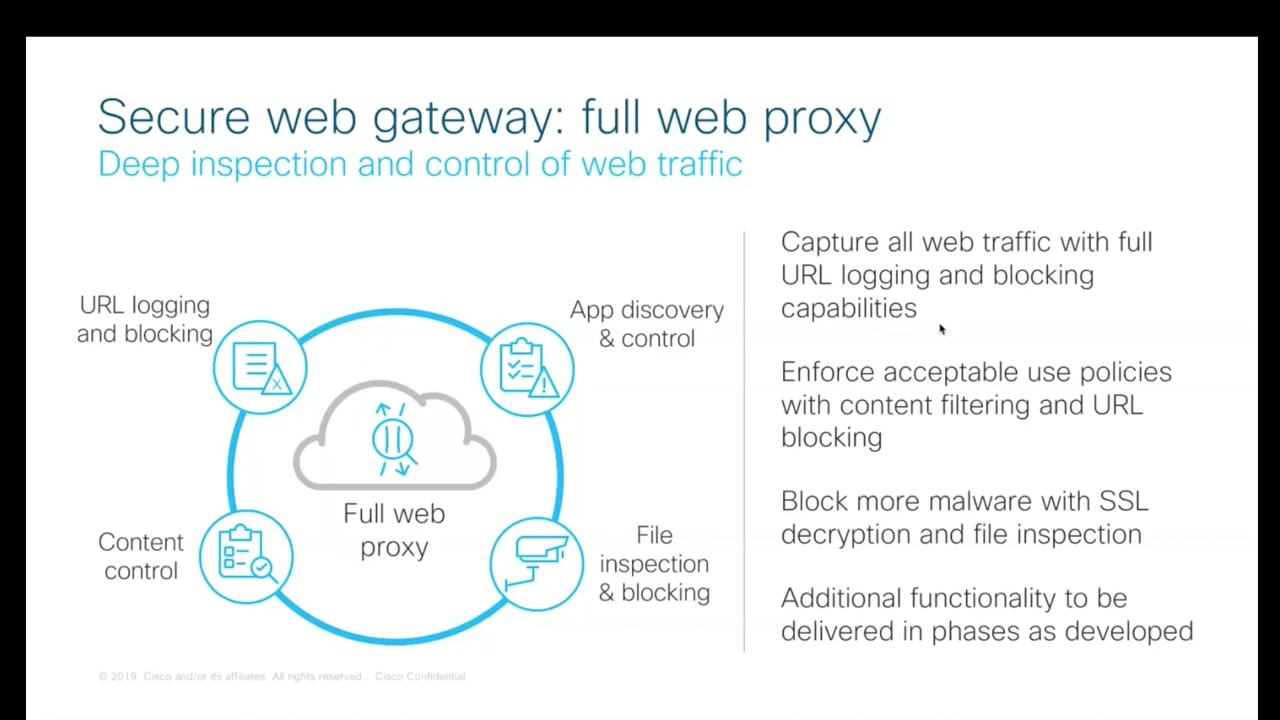 Secure web gateway: full web proxy
Deep inspection and control of web traffic
URL logging
and blocking
App discovery
& control
Full web
proxy
Content
control
File
inspection
& blocking
Capture all web traffic with full
URL logging and blocking
capabilities
Enforce acceptable use policies
with content filtering and URL
blocking
Block more malware with SSL
decryption and file inspection
Additional functionality to be
delivered in phases as developed
© 2019 Cisco and/or its affiliates. All rights reserved. Cisco Confidential